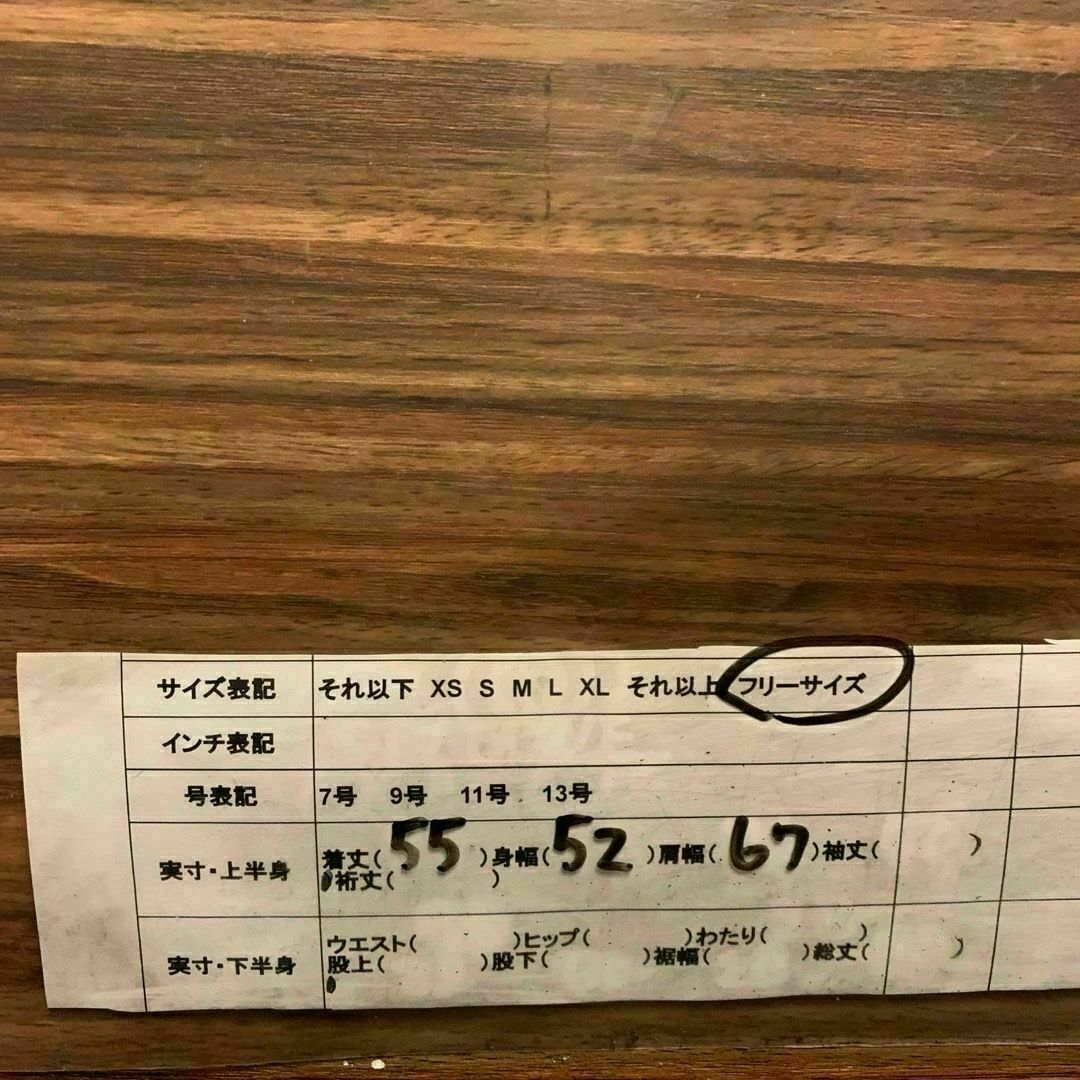 サイズ表記 それ以下 XS S M L XL それ以上 フリーサイズ
インチ表記
号表記 7号 9号 11号 13号
実寸・上半身 着丈( 55 )身幅( 52 )肩幅( 67 )袖丈( )
裄丈( )
実寸・下半身 ウエスト( )ヒップ( )わたり( )
股上( )股下( )裾幅( )総丈( )